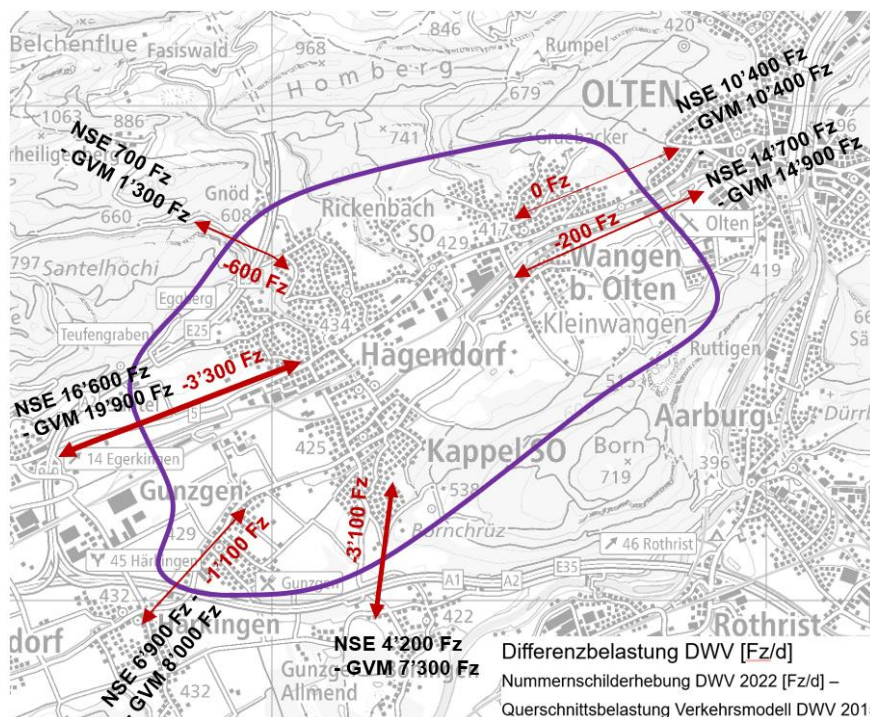 Belchenflue
Fasiswald
968
846
Rumpel
420
Homberg
679
OLTEN
NSE 10'400 Fz
- GVM 10'400 Fz
1063
886
741
NSE 700 Fz
- GVM 1'300 Fz
Gnöd
608
660
Rickenbach
SO
0 Fz
417
NSE 14'700 Fz
- GVM 14'900 Fz
-200 Fz
Olten
429
797
Santelhöchi
-600 Fz
Wangen
b. Olten
419
Eggberg
E25
Teufengraben
434
Kleinwangen
Hägendorf
Ruttigen
NSE 16'600 Fz
- GVM 19'900 Fz
-3'300 Fz
5
Aarburg
14 Egerkingen
425
Kappel SO
Born
719
396
Gunzgen
538
429
-1'100 Fz
-3'100 Fz
46 Rothrist
45 Härkingen
Gunzgen
A1
A2
E35
432
422
Rothrist
dorf
Härkingen
NSE 6'900 Fz -
- GVM 8'000 Fz
NSE 4'200 Fz
- GVM 7'300 Fz
432
Allmend
Differenzbelastung DWV [Fz/d]
Nummernschilderhebung DWV 2022 [Fz/d] –
Querschnittsbelastung Verkehrsmodell DWV 2015